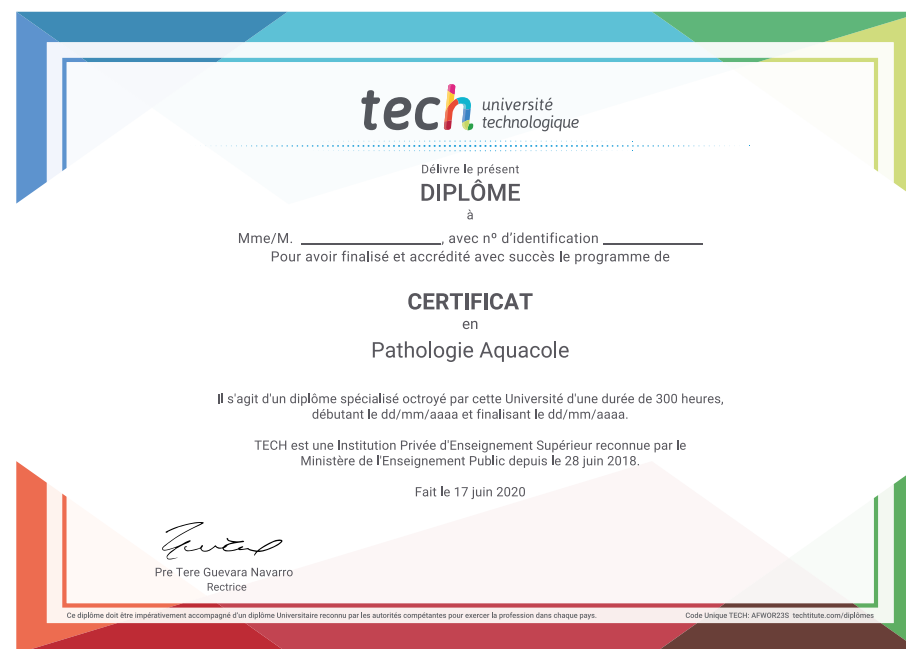 tech université
technologique
Délivre le présent
DIPLÔME
à
Mme/M. ____________________, avec nº d'identification ______________
Pour avoir finalisé et accrédité avec succès le programme de
CERTIFICAT
en
Pathologie Aquacole
Il s'agit d'un diplôme spécialisé octroyé par cette Université d'une durée de 300 heures,
débutant le dd/mm/aaaa et finalisant le dd/mm/aaaa.
TECH est une Institution Privée d'Enseignement Supérieur reconnue par le
Ministère de l'Enseignement Public depuis le 28 juin 2018.
Fait le 17 juin 2020
Pre Tere Guevara Navarro
Rectrice
Ce diplôme doit être impérativement accompagné d'un diplôme Universitaire reconnu par les autorités compétantes pour exercer la profession dans chaque pays.
Code Unique TECH: AFWOR23S techtitute.com/diplômes